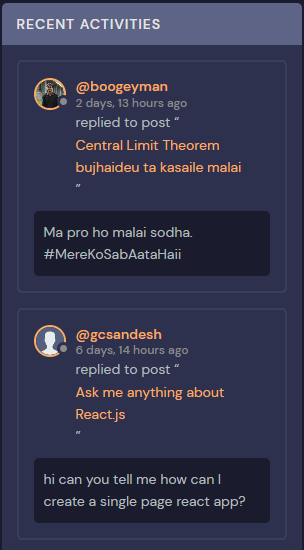 RECENT ACTIVITIES
@boogeyman
2 days, 13 hours ago
replied to post “
Central Limit Theorem
bujhaideu ta kasaile malai
”
Ma pro ho malai sodha.
#MereKoSabAataHaii
@gcsandesh
6 days, 14 hours ago
replied to post “
Ask me anything about
React.js
”
hi can you tell me how can I
create a single page react app?